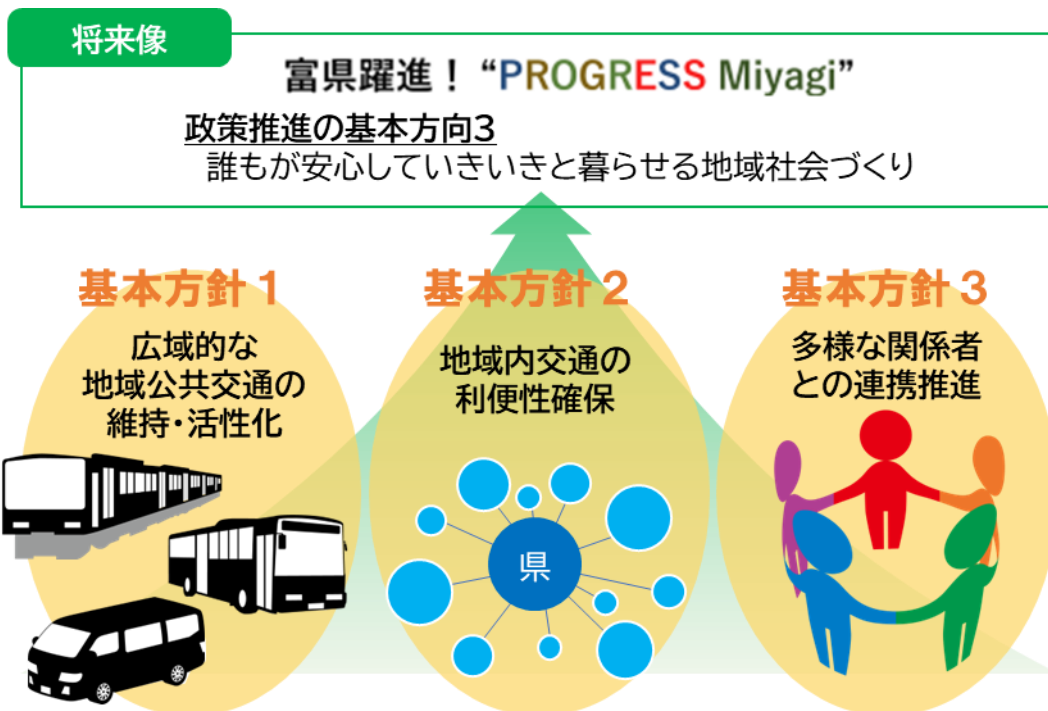 将来像
富県躍進！“PROGRESS Miyagi”
政策推進の基本方向3
誰もが安心していきいきと暮らせる地域社会づくり
基本方針1
広域的な
地域公共交通の
維持・活性化
基本方針2
地域内交通の
利便性確保
県
基本方針3
多様な関係者
との連携推進